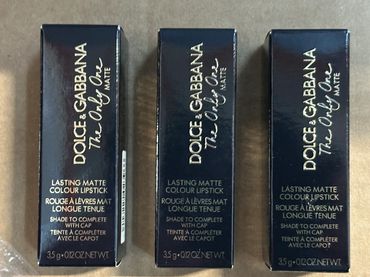 DOLCE & GABBANA
The Only One
MATTE
LASTING MATTE
COLOUR LIPSTICK
ROUGE À LÈVRES MAT
LONGUE TENUE
SHADE TO COMPLETE
WITH CAP
TEINTE À COMPLÉTER
AVEC LE CAPOT
3,5 g • 0.12 OZ. NET WT.
DOLCE & GABBANA
The Only One
MATTE
LASTING MATTE
COLOUR LIPSTICK
ROUGE À LÈVRES MAT
LONGUE TENUE
SHADE TO COMPLETE
WITH CAP
TEINTE À COMPLÉTER
AVEC LE CAPOT
3,5 g • 0.12 OZ. NET WT.
DOLCE & GABBANA
The Only One
MATTE
LASTING MATTE
COLOUR LIPSTICK
ROUGE À LÈVRES MAT
LONGUE TENUE
SHADE TO COMPLETE
WITH CAP
TEINTE À COMPLÉTER
AVEC LE CAPOT
3,5 g • 0.12 OZ. NET WT.